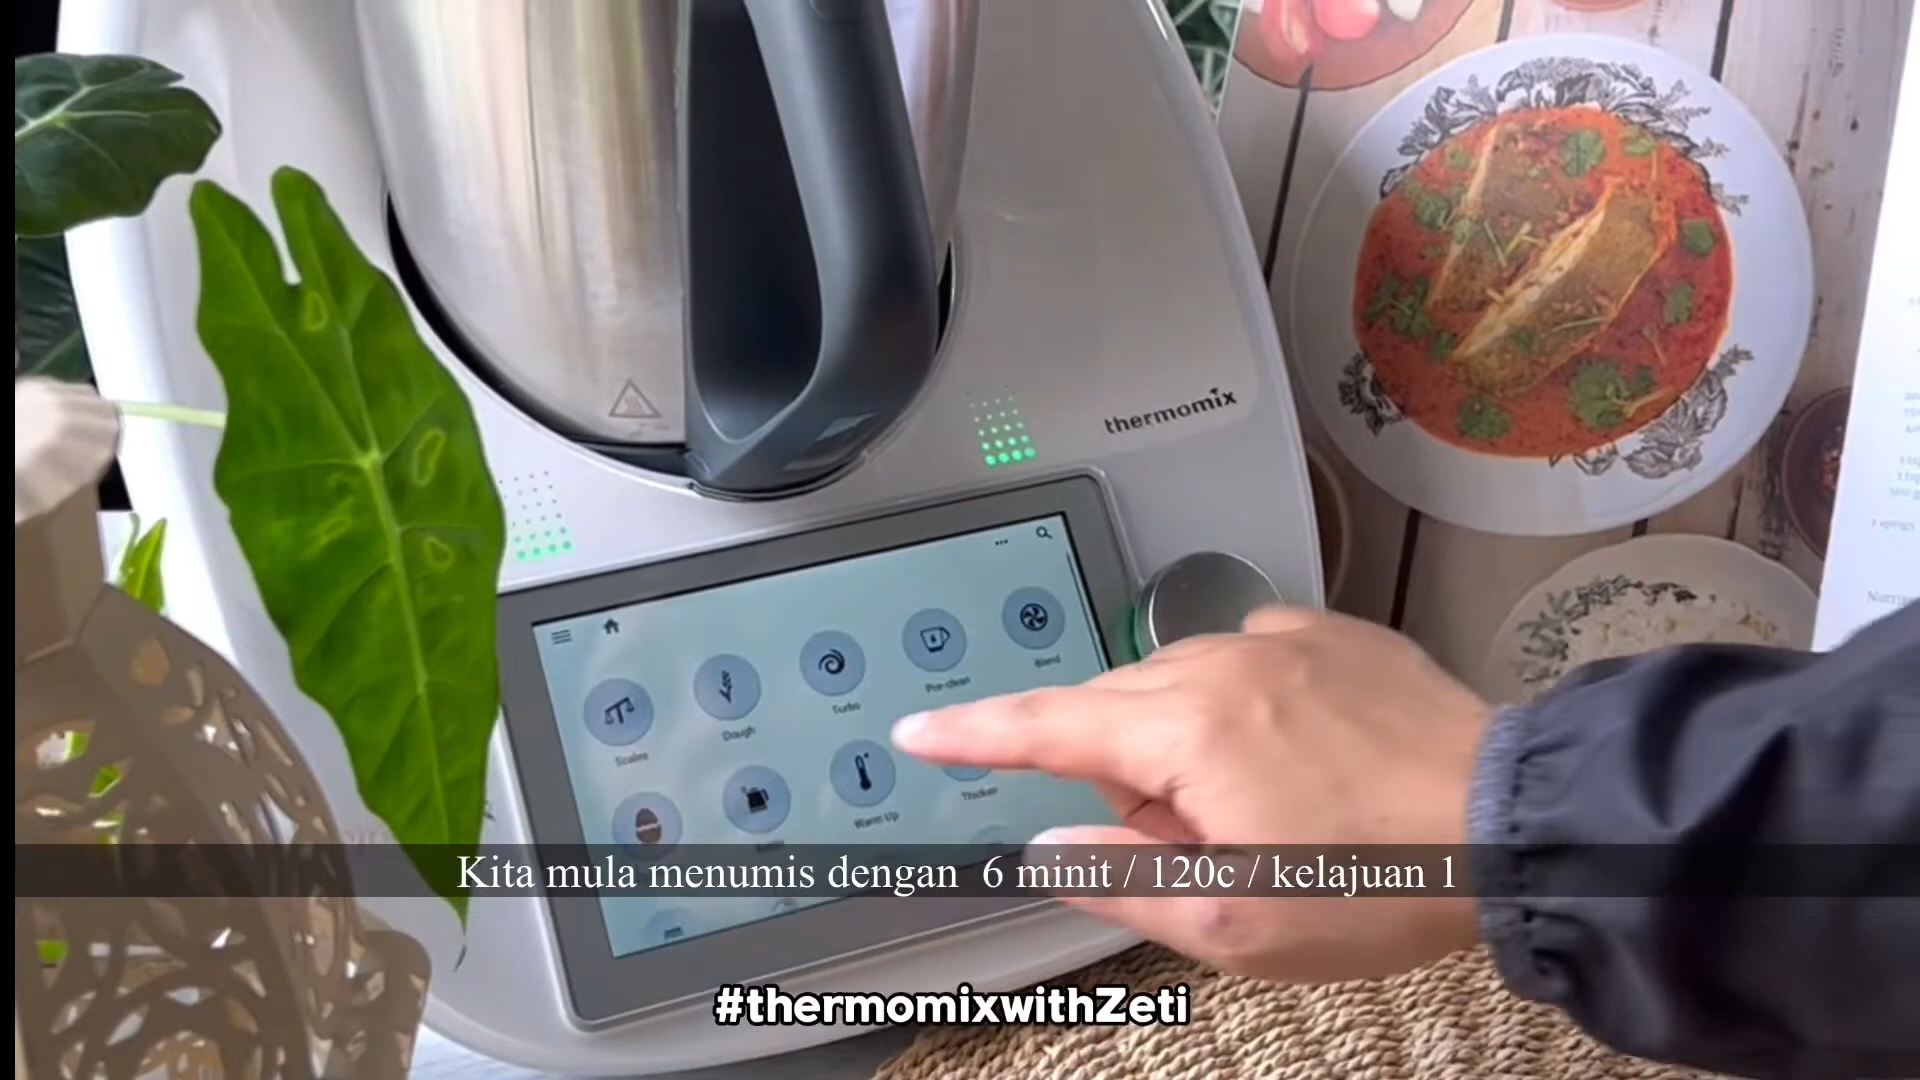 thermomix
Blend
Pre-clean
Turbo
Dough
Scales
Thicken
Warm Up
Kettle
Kita mula menumis dengan  6 minit / 120c / kelajuan 1
#thermomixwithZeti